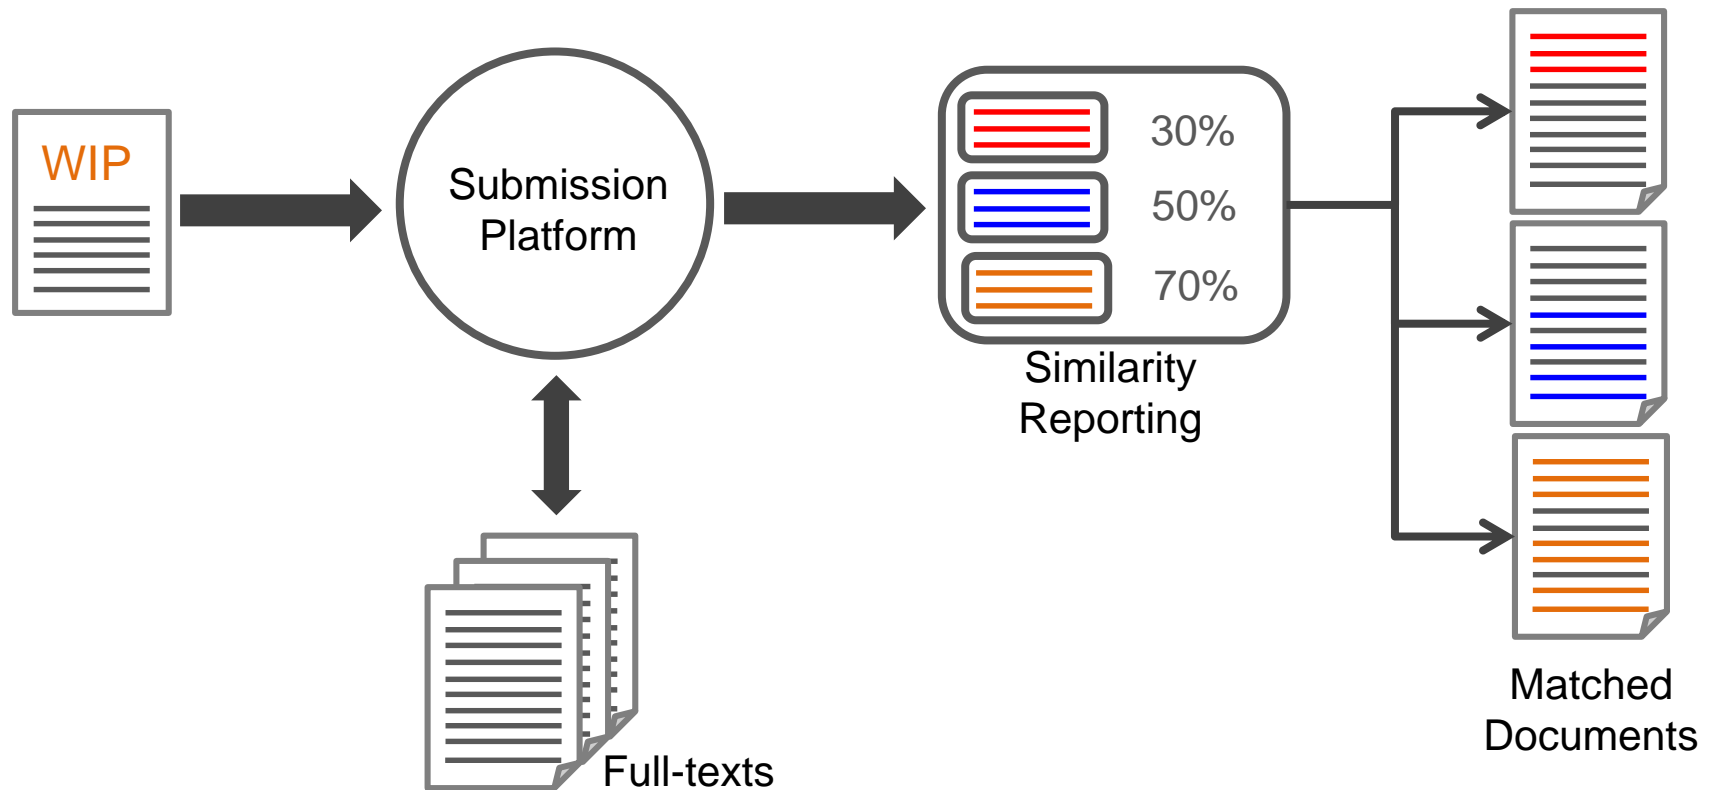 WIP
Submission
Platform
Full-texts
30%
50%
70%
Similarity
Reporting
Matched
Documents